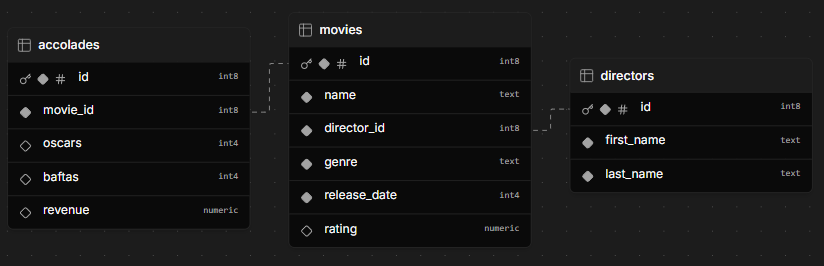 accolades
id int8
movie_id int8
oscars int4
baftas int4
revenue numeric
movies
id int8
name text
director_id int8
genre text
release_date int4
rating numeric
directors
id int8
first_name text
last_name text